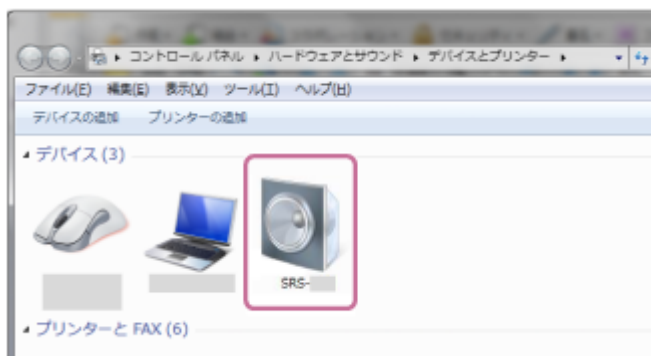 コントロール パネル ▸ ハードウェアとサウンド ▸ デバイスとプリンター ▸
ファイル(F) 編集(E) 表示(V) ツール(T) ヘルプ(H)
デバイスの追加 プリンターの追加
デバイス (3)
SRS-
プリンターと FAX (6)